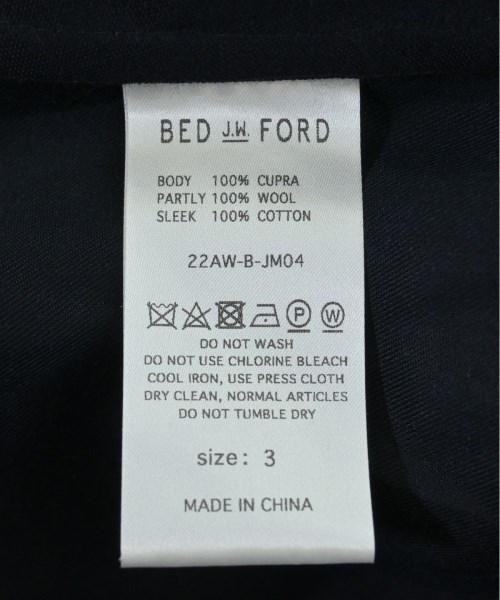 BED J.W. FORD
BODY 100% CUPRA
PARTLY 100% WOOL
SLEEK 100% COTTON
22AW-B-JM04
P W
DO NOT WASH
DO NOT USE CHLORINE BLEACH
COOL IRON, USE PRESS CLOTH
DRY CLEAN, NORMAL ARTICLES
DO NOT TUMBLE DRY
size: 3
MADE IN CHINA